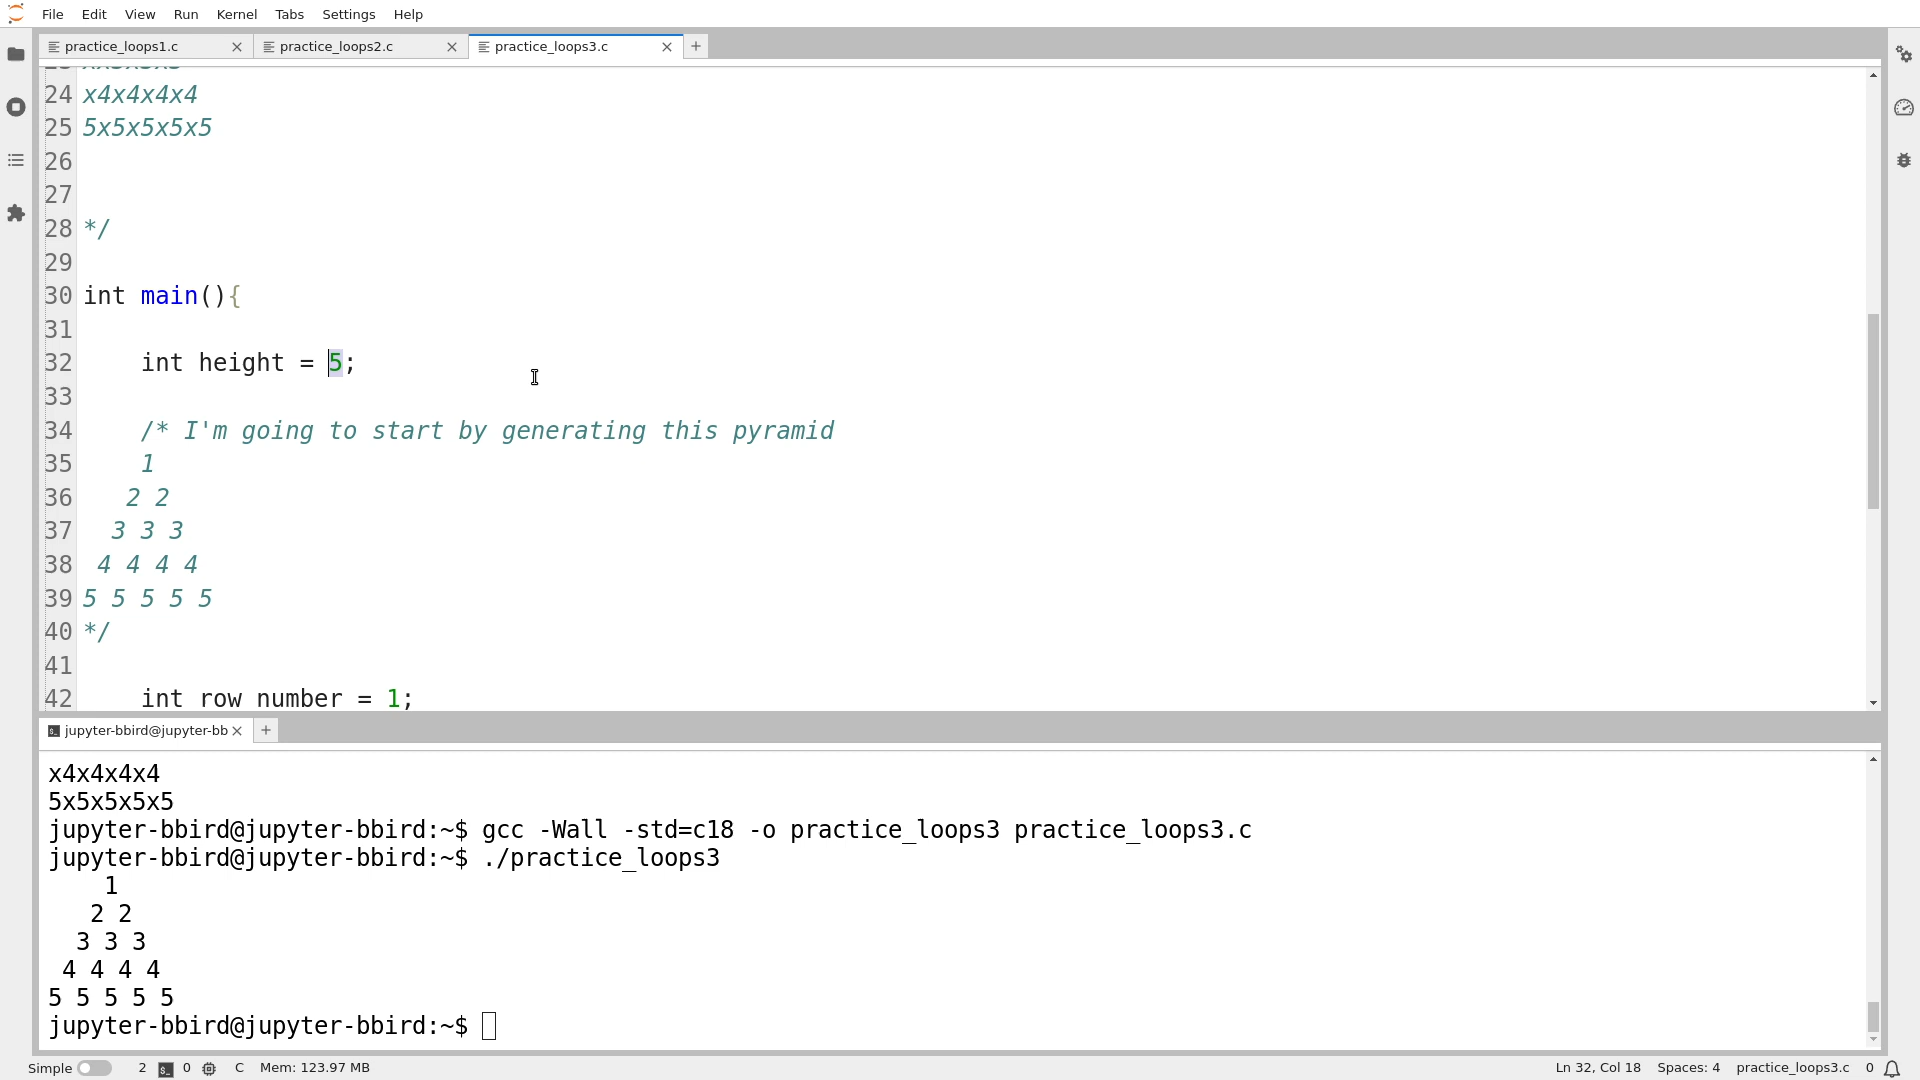 File Edit View Run Kernel Tabs Settings Help
practice_loops1.c practice_loops2.c practice_loops3.c
24 x4x4x4x4
25 5x5x5x5x5
26
27
28 */
29
30 int main(){
31
32     int height = 5;
33
34     /* I'm going to start by generating this pyramid
35     1
36    2 2
37   3 3 3
38  4 4 4 4
39 5 5 5 5 5
40 */
41
42     int row_number = 1;
jupyter-bbird@jupyter-bb
x4x4x4x4
5x5x5x5x5
jupyter-bbird@jupyter-bbird:~$ gcc -Wall -std=c18 -o practice_loops3 practice_loops3.c
jupyter-bbird@jupyter-bbird:~$ ./practice_loops3
    1
   2 2
  3 3 3
 4 4 4 4
5 5 5 5 5
jupyter-bbird@jupyter-bbird:~$
Simple 2 0 C Mem: 123.97 MB Ln 32, Col 18 Spaces: 4 practice_loops3.c 0